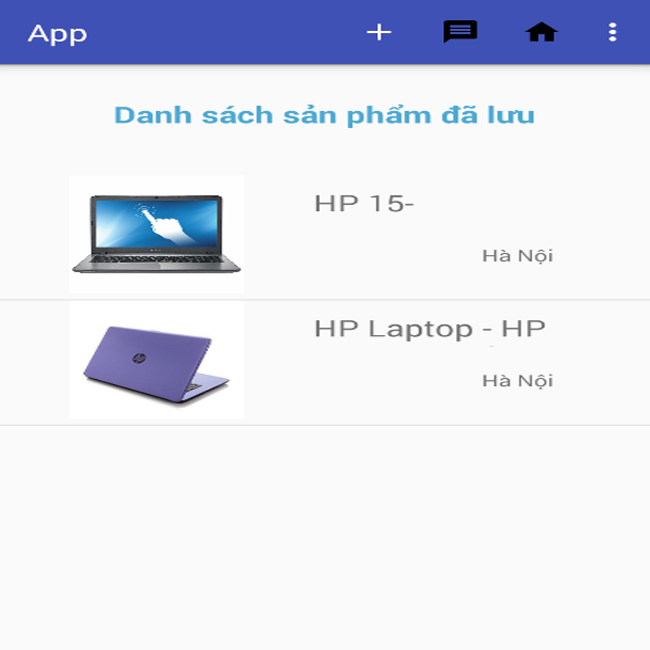 App
Danh sách sản phẩm đã lưu
HP 15-
Hà Nội
HP Laptop - HP
Hà Nội